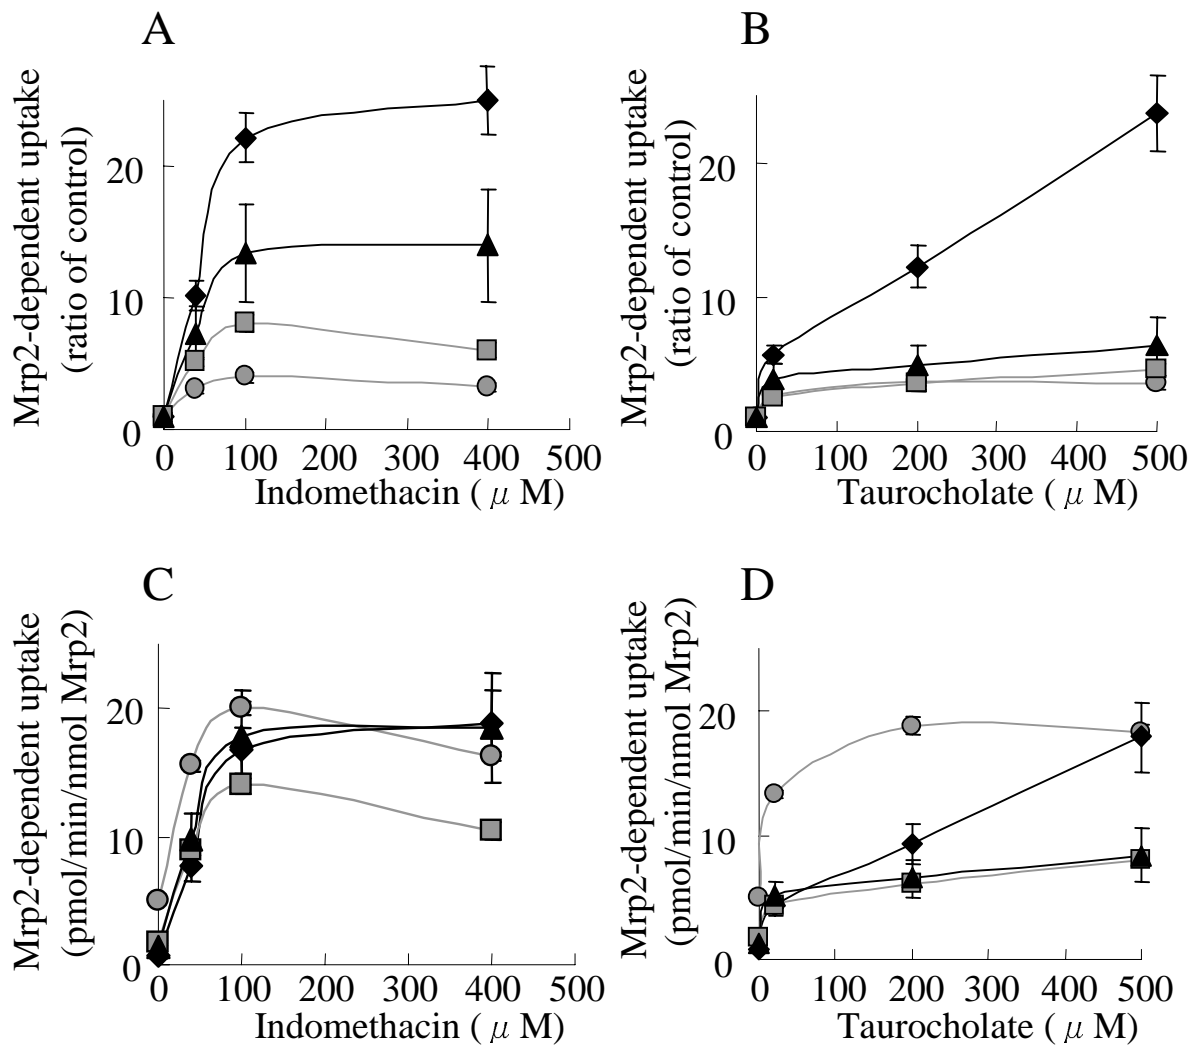 A
Mrp2-dependent uptake
(ratio of control)
20
10
0
0 100 200 300 400 500
Indomethacin ( μ M)
B
Mrp2-dependent uptake
(ratio of control)
20
10
0
0 100 200 300 400 500
Taurocholate ( μ M)
C
Mrp2-dependent uptake
(pmol/min/nmol Mrp2)
20
10
0
0 100 200 300 400 500
Indomethacin ( μ M)
D
Mrp2-dependent uptake
(pmol/min/nmol Mrp2)
20
10
0
0 100 200 300 400 500
Taurocholate ( μ M)